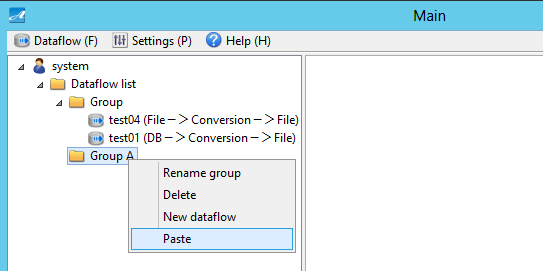 Main
Dataflow (F) Settings (P) Help (H)
system
Dataflow list
Group
test04 (File－＞Conversion－＞File)
test01 (DB－＞Conversion－＞File)
Group A
Rename group
Delete
New dataflow
Paste